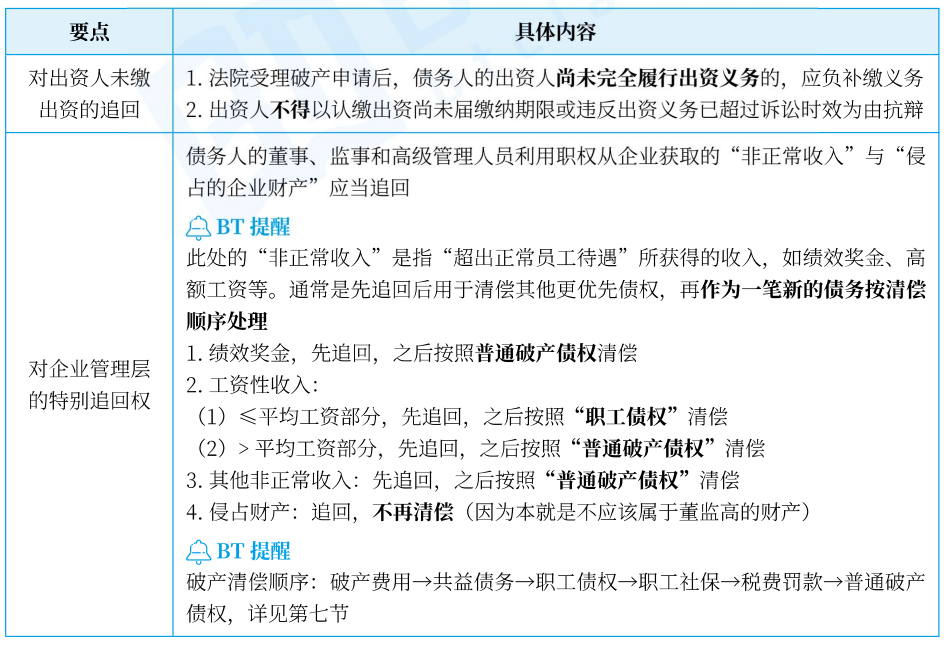 要点
具体内容
对出资人未缴
出资的追回
1. 法院受理破产申请后，债务人的出资人尚未完全履行出资义务的，应负补缴义务
2. 出资人不得以认缴出资尚未届缴纳期限或违反出资义务已超过诉讼时效为由抗辩
对企业管理层
的特别追回权
债务人的董事、监事和高级管理人员利用职权从企业获取的“非正常收入”与“侵
占的企业财产”应当追回
BT 提醒
此处的“非正常收入”是指“超出正常员工待遇”所获得的收入，如绩效奖金、高
额工资等。通常是先追回后用于清偿其他更优先债权，再作为一笔新的债务按清偿
顺序处理
1. 绩效奖金，先追回，之后按照普通破产债权清偿
2. 工资性收入：
（1）≤平均工资部分，先追回，之后按照“职工债权”清偿
（2）> 平均工资部分，先追回，之后按照“普通破产债权”清偿
3. 其他非正常收入：先追回，之后按照“普通破产债权”清偿
4. 侵占财产：追回，不再清偿（因为本就是不应该属于董监高的财产）
BT 提醒
破产清偿顺序：破产费用→共益债务→职工债权→职工社保→税费罚款→普通破产
债权，详见第七节